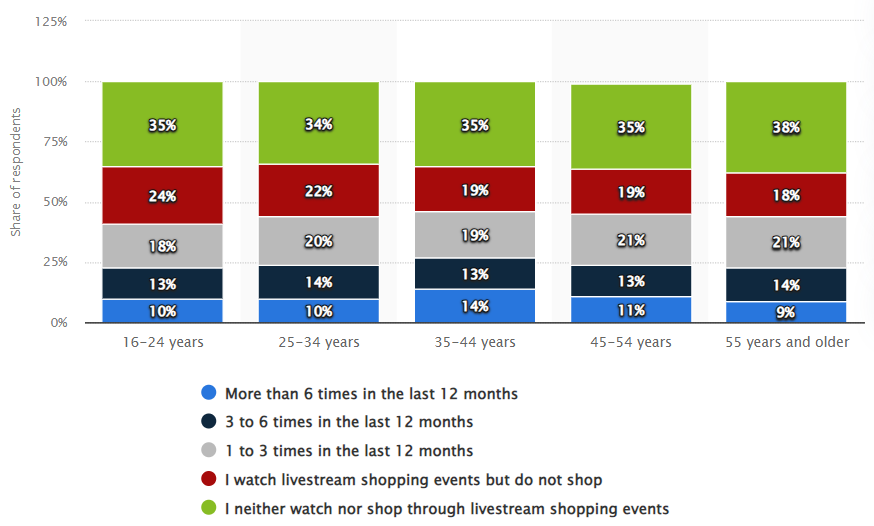 125%
100%
75%
50%
25%
0%
Share of respondents
35%
34%
35%
35%
38%
24%
22%
19%
19%
18%
18%
20%
19%
21%
21%
13%
14%
13%
13%
14%
10%
10%
14%
11%
9%
16-24 years
25-34 years
35-44 years
45-54 years
55 years and older
More than 6 times in the last 12 months
3 to 6 times in the last 12 months
1 to 3 times in the last 12 months
I watch livestream shopping events but do not shop
I neither watch nor shop through livestream shopping events